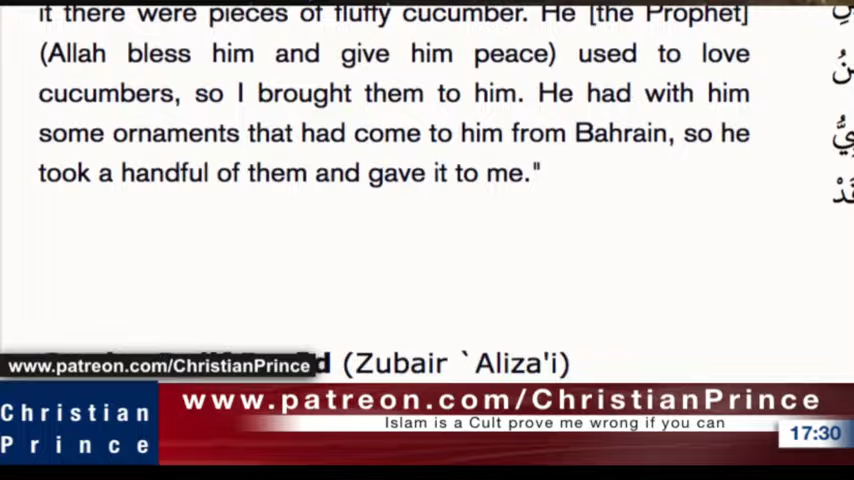 it there were pieces of fluffy cucumber. He [the Prophet]
(Allah bless him and give him peace) used to love
cucumbers, so I brought them to him. He had with him
some ornaments that had come to him from Bahrain, so he
took a handful of them and gave it to me."
(Zubair `Aliza'i)
www.patreon.com/ChristianPrince
Christian
Prince
www.patreon.com/ChristianPrince
Islam is a Cult prove me wrong if you can
17:30